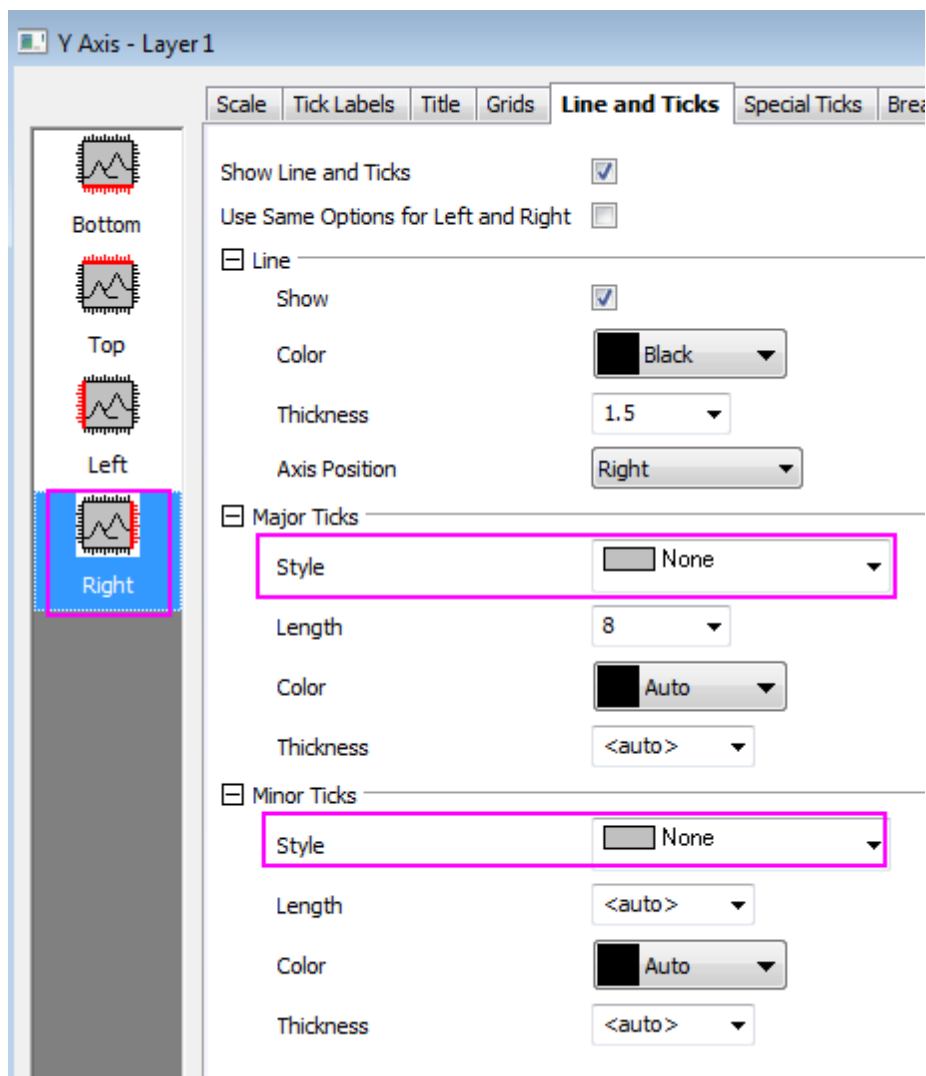 Y Axis - Layer 1
Scale Tick Labels Title Grids Line and Ticks Special Ticks Brea
Bottom
Top
Left
Right
Show Line and Ticks
Use Same Options for Left and Right
Line
Show
Color Black
Thickness 1.5
Axis Position Right
Major Ticks
Style None
Length 8
Color Auto
Thickness <auto>
Minor Ticks
Style None
Length <auto>
Color Auto
Thickness <auto>